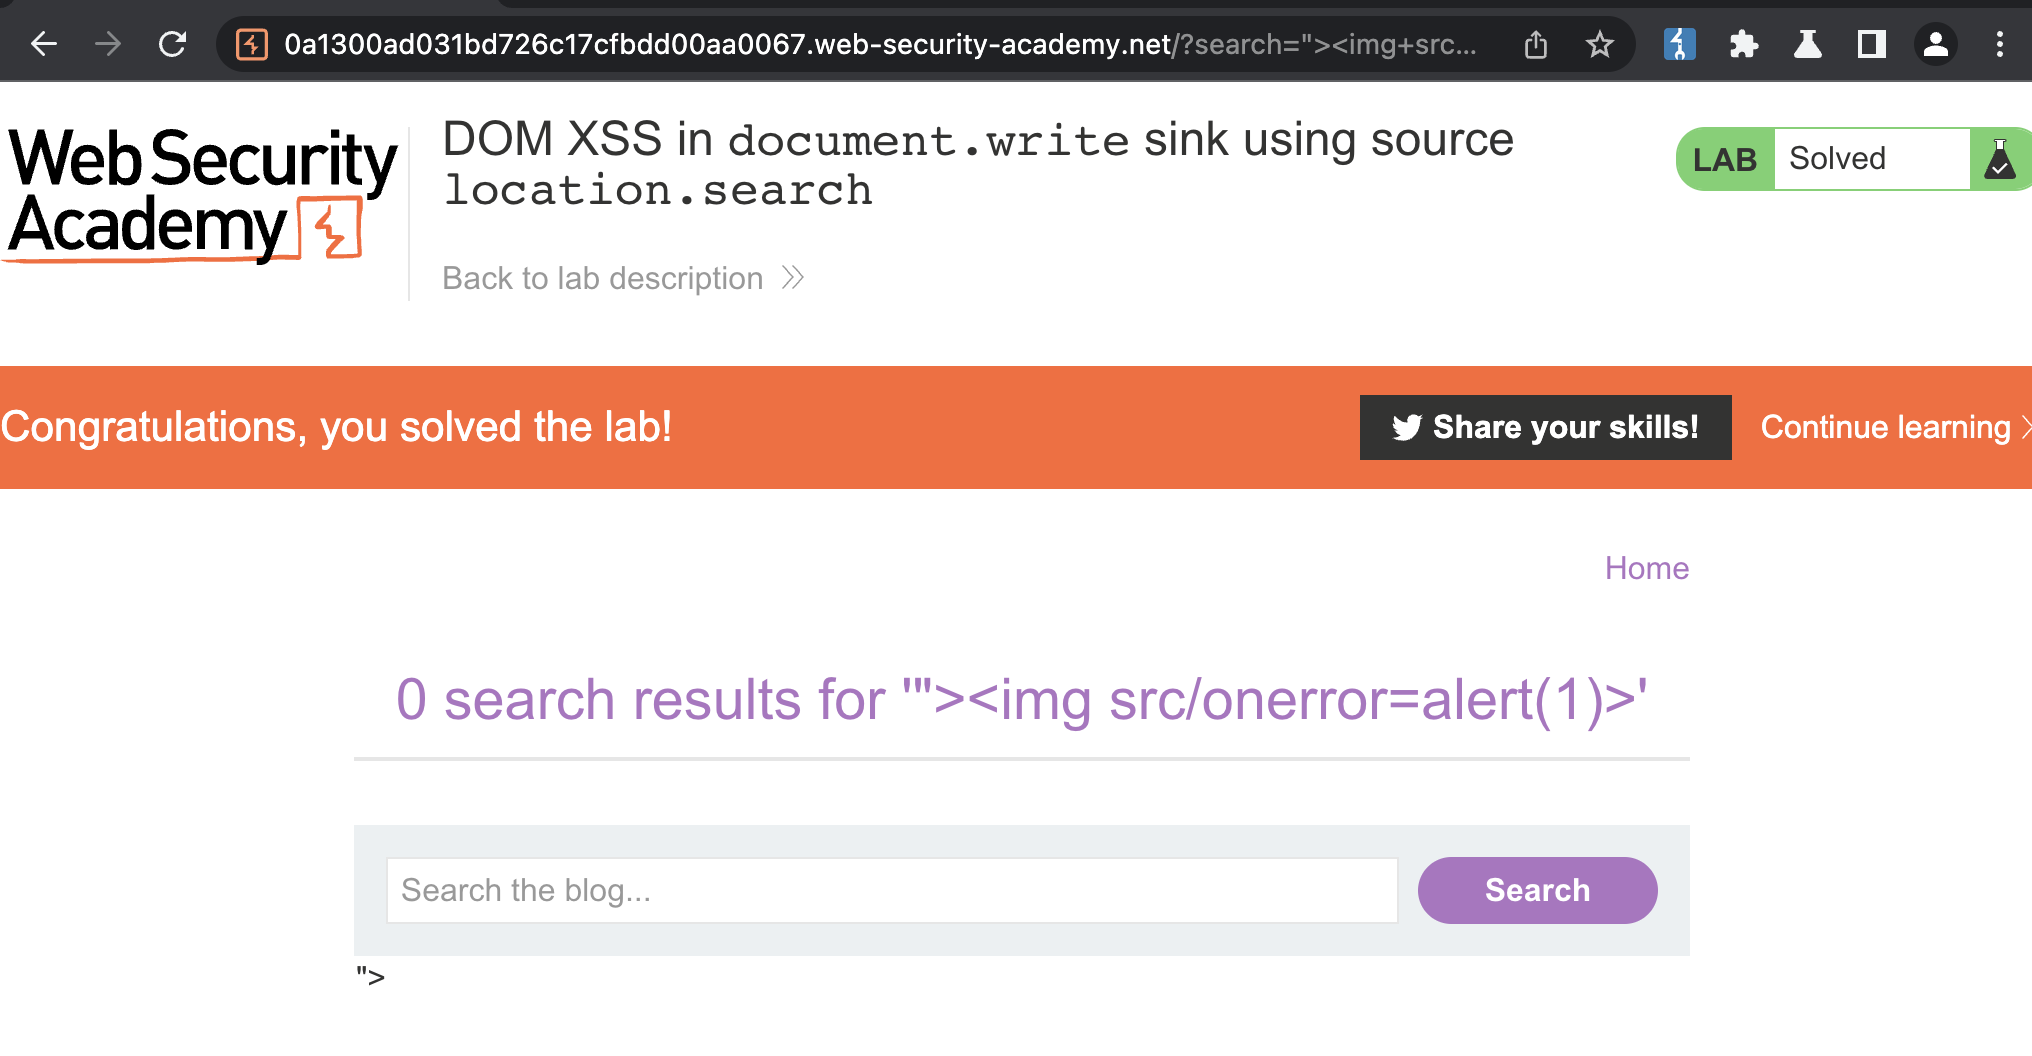 0a1300ad031bd726c17cfbdd00aa0067.web-security-academy.net/?search="><img+src...
Web Security
Academy
DOM XSS in document.write sink using source
location.search
Back to lab description
LAB Solved
Congratulations, you solved the lab!
Share your skills!
Continue learning
Home
0 search results for '"><img src/onerror=alert(1)>'
Search the blog...
Search
">